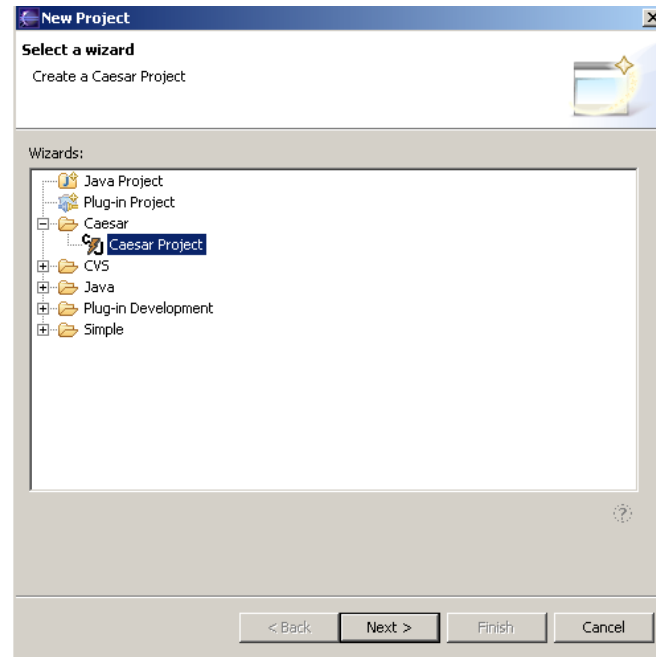 New Project
Select a wizard
Create a Caesar Project
Wizards:
Java Project
Plug-in Project
Caesar
Caesar Project
CVS
Java
Plug-in Development
Simple
< Back Next > Finish Cancel